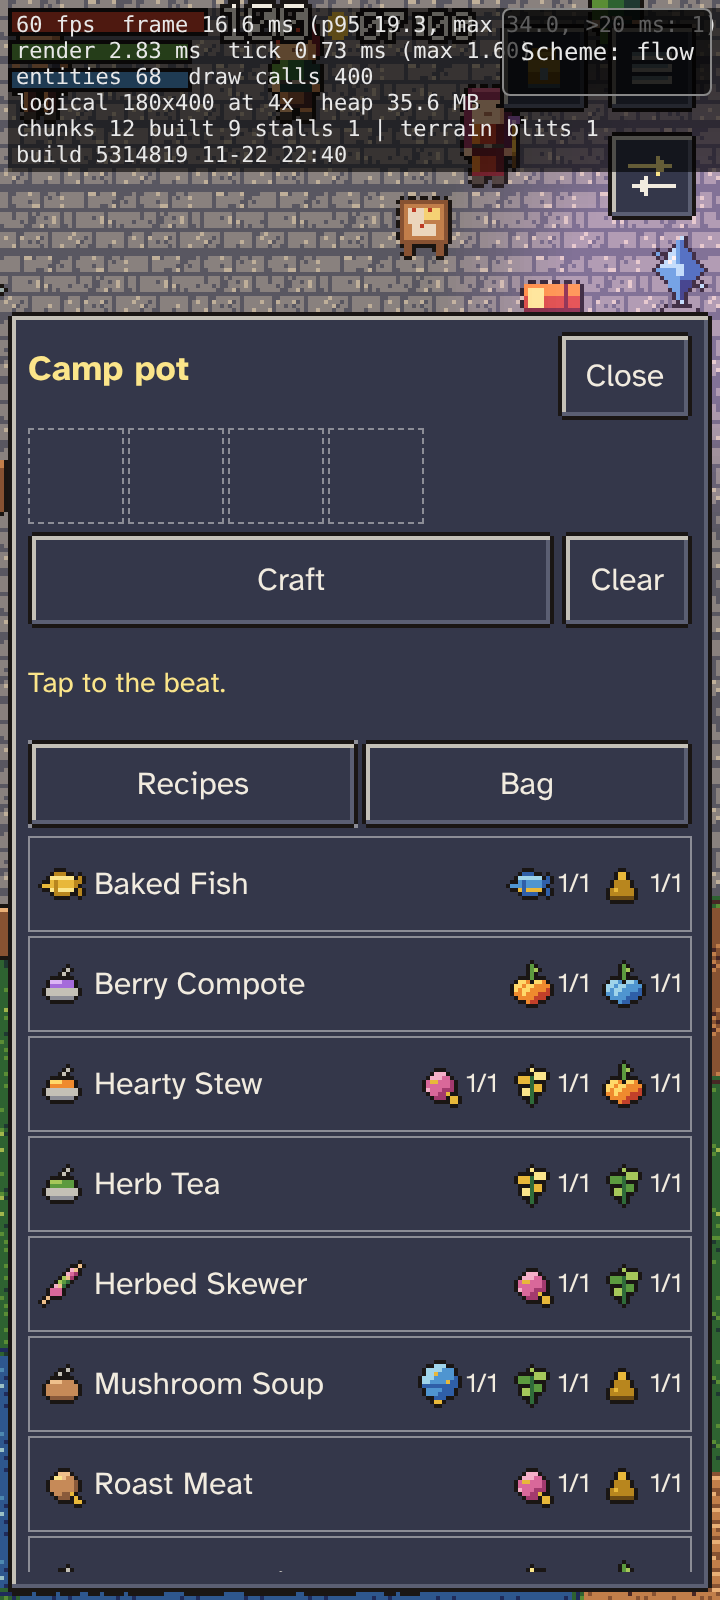 60 fps  frame 16.6 ms (p95 19.3, max 34.0, >20 ms: 1)
render 2.83 ms  tick 0.73 ms (max 1.60
Scheme: flow
entities 68  draw calls 400
logical 180x400 at 4x  heap 35.6 MB
chunks 12 built 9 stalls 1 | terrain blits 1
build 5314819 11-22 22:40
Camp pot
Close
Craft
Clear
Tap to the beat.
Recipes
Bag
Baked Fish 1/1 1/1
Berry Compote 1/1 1/1
Hearty Stew 1/1 1/1 1/1
Herb Tea 1/1 1/1
Herbed Skewer 1/1 1/1
Mushroom Soup 1/1 1/1 1/1
Roast Meat 1/1 1/1